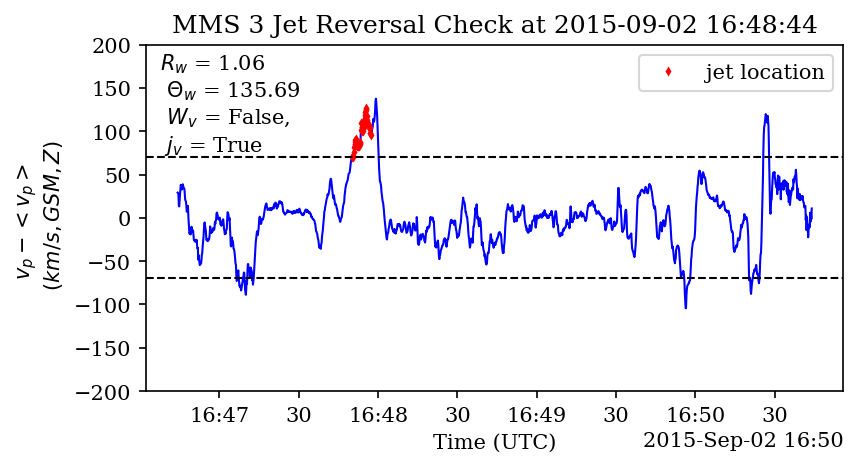 MMS 3 Jet Reversal Check at 2015-09-02 16:48:44
R_w = 1.06
Θ_w = 135.69
W_v = False,
j_v = True
jet location
200
150
100
50
0
−50
−100
−150
−200
v_p − < v_p >
(km/s, GSM, Z)
16:47 30 16:48 30 16:49 30 16:50 30
Time (UTC)
2015-Sep-02 16:50